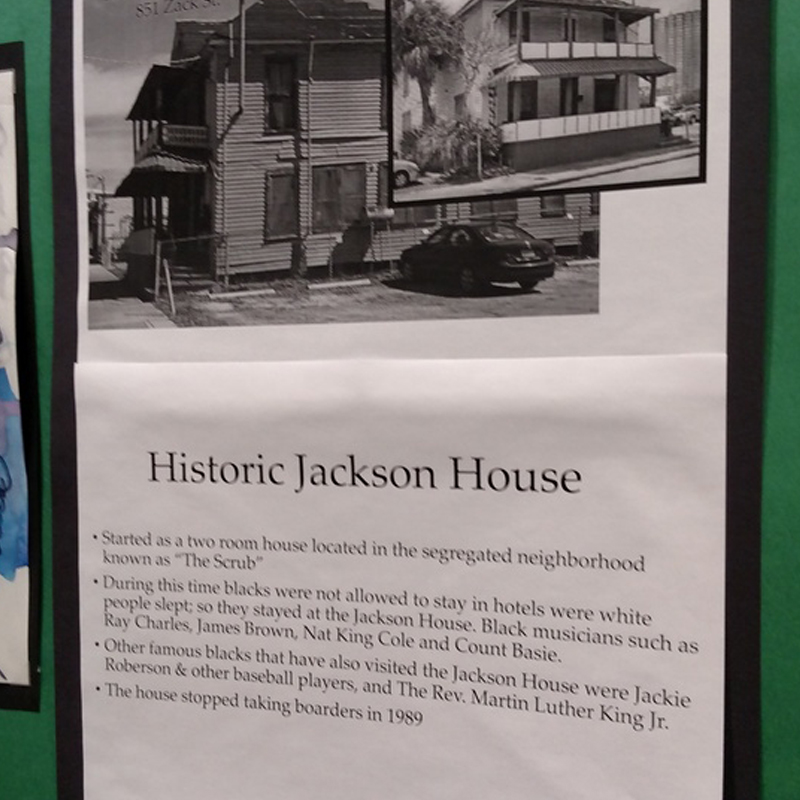 851 Zack St.
Historic Jackson House
• Started as a two room house located in the segregated neighborhood
known as "The Scrub"
• During this time blacks were not allowed to stay in hotels were white
people slept; so they stayed at the Jackson House. Black musicians such as
Ray Charles, James Brown, Nat King Cole and Count Basie.
• Other famous blacks that have also visited the Jackson House were Jackie
Roberson & other baseball players, and The Rev. Martin Luther King Jr.
• The house stopped taking boarders in 1989